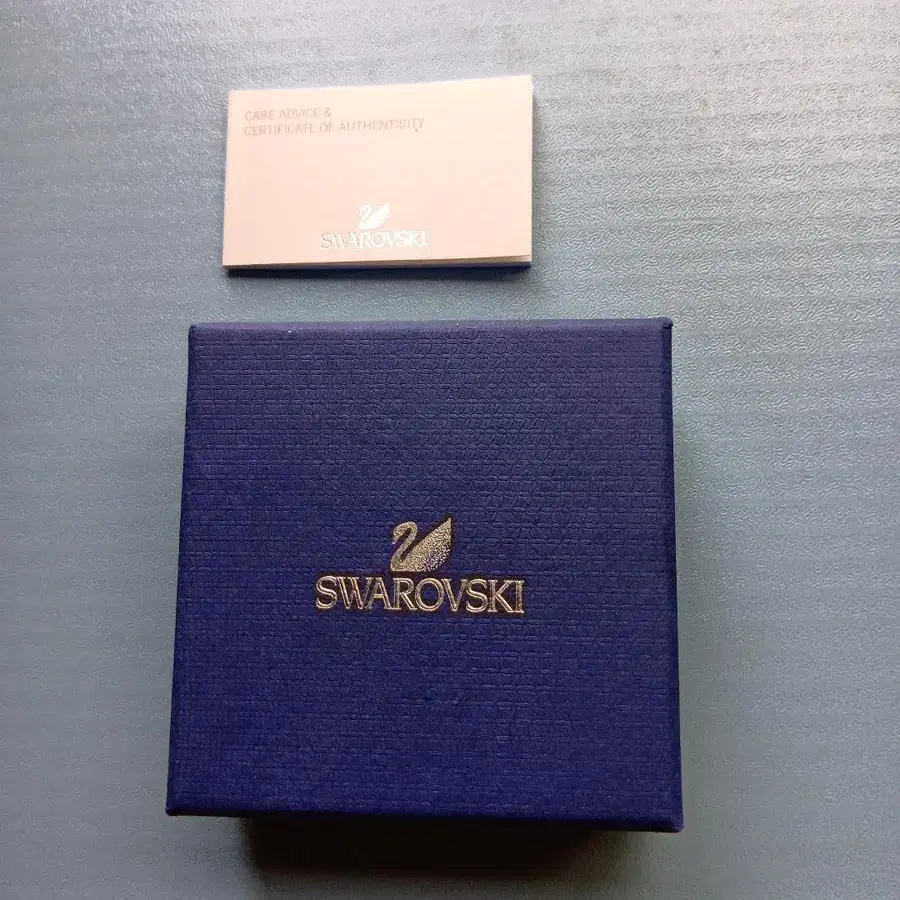 CARE ADVICE &
CERTIFICATE OF AUTHENTICITY
SWAROVSKI
SWAROVSKI